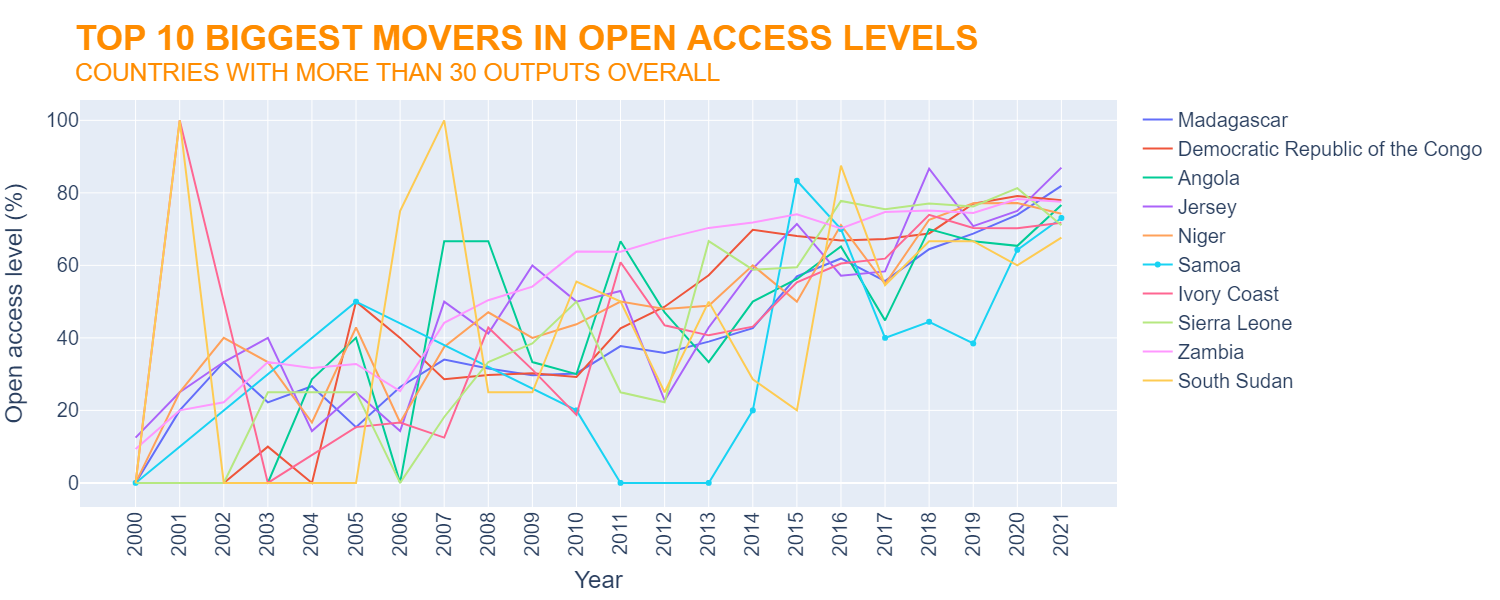 TOP 10 BIGGEST MOVERS IN OPEN ACCESS LEVELS
COUNTRIES WITH MORE THAN 30 OUTPUTS OVERALL
Open access level (%)
100
80
60
40
20
0
2000
2001
2002
2003
2004
2005
2006
2007
2008
2009
2010
2011
2012
2013
2014
2015
2016
2017
2018
2019
2020
2021
Year
Madagascar
Democratic Republic of the Congo
Angola
Jersey
Niger
Samoa
Ivory Coast
Sierra Leone
Zambia
South Sudan